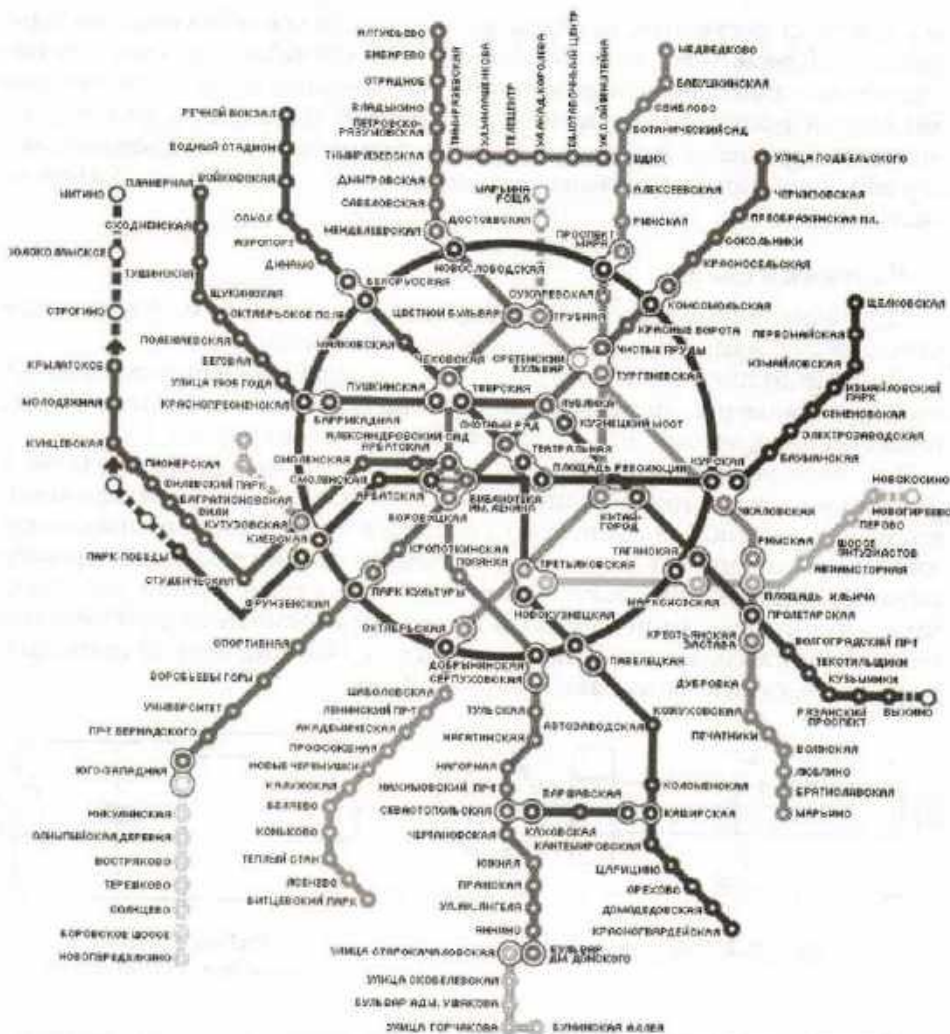 АЛТУФЬЕВО
БИБИРЕВО
ОТРАДНОЕ
ВЛАДЫКИНО
ПЕТРОВСКО-
РАЗУМОВСКАЯ
ТИМИРЯЗЕВСКАЯ
ДМИТРОВСКАЯ
САВЕЛОВСКАЯ
МЕНДЕЛЕЕВСКАЯ
ТИМИРЯЗЕВСКАЯ
ТЕЛЕЦЕНТР
УЛ. АКАД. КОРОЛЕВА
ВЫСТАВОЧНЫЙ ЦЕНТР
УЛ. С. ЭЙЗЕНШТЕЙНА
МЕДВЕДКОВО
БАБУШКИНСКАЯ
СВИБЛОВО
БОТАНИЧЕСКИЙ САД
ВДНХ
АЛЕКСЕЕВСКАЯ
РИЖСКАЯ
ПРОСПЕКТ
МИРА
УЛИЦА ПОДБЕЛЬСКОГО
ЧЕРКИЗОВСКАЯ
ПРЕОБРАЖЕНСКАЯ ПЛ.
СОКОЛЬНИКИ
КРАСНОСЕЛЬСКАЯ
КОМСОМОЛЬСКАЯ
КРАСНЫЕ ВОРОТА
ЧИСТЫЕ ПРУДЫ
ТУРГЕНЕВСКАЯ
РЕЧНОЙ ВОКЗАЛ
ВОДНЫЙ СТАДИОН
ВОЙКОВСКАЯ
СОКОЛ
АЭРОПОРТ
ДИНАМО
БЕЛОРУССКАЯ
МАЯКОВСКАЯ
МАРЬИНА
РОЩА
ДОСТОЕВСКАЯ
НОВОСЛОБОДСКАЯ
СУХАРЕВСКАЯ
ЦВЕТНОЙ БУЛЬВАР
ТРУБНАЯ
СРЕТЕНСКИЙ
БУЛЬВАР
ЧЕХОВСКАЯ
ПУШКИНСКАЯ
ТВЕРСКАЯ
ЛУБЯНКА
КУЗНЕЦКИЙ МОСТ
ОХОТНЫЙ РЯД
ТЕАТРАЛЬНАЯ
ПЛОЩАДЬ РЕВОЛЮЦИИ
МИТИНО
ВОЛОКОЛАМСКОЕ
СТРОГИНО
КРЫЛАТСКОЕ
МОЛОДЕЖНАЯ
КУНЦЕВСКАЯ
ПИОНЕРСКАЯ
ФИЛЕВСКИЙ ПАРК
БАГРАТИОНОВСКАЯ
ФИЛИ
КУТУЗОВСКАЯ
КИЕВСКАЯ
СТУДЕНЧЕСКАЯ
ПАРК ПОБЕДЫ
ПЛАНЕРНАЯ
СХОДНЕНСКАЯ
ТУШИНСКАЯ
ЩУКИНСКАЯ
ОКТЯБРЬСКОЕ ПОЛЕ
ПОЛЕЖАЕВСКАЯ
БЕГОВАЯ
УЛИЦА 1905 ГОДА
КРАСНОПРЕСНЕНСКАЯ
БАРРИКАДНАЯ
АЛЕКСАНДРОВСКИЙ САД
АРБАТСКАЯ
СМОЛЕНСКАЯ
СМОЛЕНСКАЯ
АРБАТСКАЯ
БИБЛИОТЕКА
ИМ. ЛЕНИНА
БОРОВИЦКАЯ
КРОПОТКИНСКАЯ
ПОЛЯНКА
ПАРК КУЛЬТУРЫ
ОКТЯБРЬСКАЯ
ДОБРЫНИНСКАЯ
СЕРПУХОВСКАЯ
КИТАЙ-
ГОРОД
ТРЕТЬЯКОВСКАЯ
НОВОКУЗНЕЦКАЯ
ПАВЕЛЕЦКАЯ
ТАГАНСКАЯ
МАРКСИСТСКАЯ
ЩЕЛКОВСКАЯ
ПЕРВОМАЙСКАЯ
ИЗМАЙЛОВСКАЯ
ИЗМАЙЛОВСКИЙ
ПАРК
СЕМЕНОВСКАЯ
ЭЛЕКТРОЗАВОДСКАЯ
БАУМАНСКАЯ
КУРСКАЯ
ЧКАЛОВСКАЯ
НОВОКОСИНО
НОВОГИРЕЕВО
ПЕРОВО
ШОССЕ
ЭНТУЗИАСТОВ
АВИАМОТОРНАЯ
РИМСКАЯ
ПЛОЩАДЬ ИЛЬИЧА
ПРОЛЕТАРСКАЯ
КРЕСТЬЯНСКАЯ
ЗАСТАВА
ВОЛГОГРАДСКИЙ ПР-Т
ТЕКСТИЛЬЩИКИ
КУЗЬМИНКИ
РЯЗАНСКИЙ
ПРОСПЕКТ
ВЫХИНО
ДУБРОВКА
КОЖУХОВСКАЯ
ПЕЧАТНИКИ
ВОЛЖСКАЯ
ЛЮБЛИНО
БРАТИСЛАВСКАЯ
МАРЬИНО
ФРУНЗЕНСКАЯ
СПОРТИВНАЯ
ВОРОБЬЕВЫ ГОРЫ
УНИВЕРСИТЕТ
ПР-Т ВЕРНАДСКОГО
ЮГО-ЗАПАДНАЯ
НИКУЛИНСКАЯ
ОЛИМПИЙСКАЯ ДЕРЕВНЯ
ВОСТРЯКОВО
ТЕРЕШКОВО
СОЛНЦЕВО
БОРОВСКОЕ ШОССЕ
НОВОПЕРЕДЕЛКИНО
ШАБОЛОВСКАЯ
ЛЕНИНСКИЙ ПР-Т
АКАДЕМИЧЕСКАЯ
ПРОФСОЮЗНАЯ
НОВЫЕ ЧЕРЕМУШКИ
КАЛУЖСКАЯ
БЕЛЯЕВО
КОНЬКОВО
ТЕПЛЫЙ СТАН
ЯСЕНЕВО
БИТЦЕВСКИЙ ПАРК
ТУЛЬСКАЯ
НАГАТИНСКАЯ
НАГОРНАЯ
НАХИМОВСКИЙ ПР-Т
СЕВАСТОПОЛЬСКАЯ
ЧЕРТАНОВСКАЯ
ЮЖНАЯ
ПРАЖСКАЯ
УЛ. АК. ЯНГЕЛЯ
АННИНО
УЛИЦА СТАРОКАЧАЛОВСКАЯ
БУЛЬВАР
ДМ. ДОНСКОГО
УЛИЦА СКОБЕЛЕВСКАЯ
БУЛЬВАР АДМ. УШАКОВА
УЛИЦА ГОРЧАКОВА
БУНИНСКАЯ АЛЛЕЯ
АВТОЗАВОДСКАЯ
КОЛОМЕНСКАЯ
ВАРШАВСКАЯ
КАХОВСКАЯ
КАШИРСКАЯ
КАНТЕМИРОВСКАЯ
ЦАРИЦИНО
ОРЕХОВО
ДОМОДЕДОВСКАЯ
КРАСНОГВАРДЕЙСКАЯ